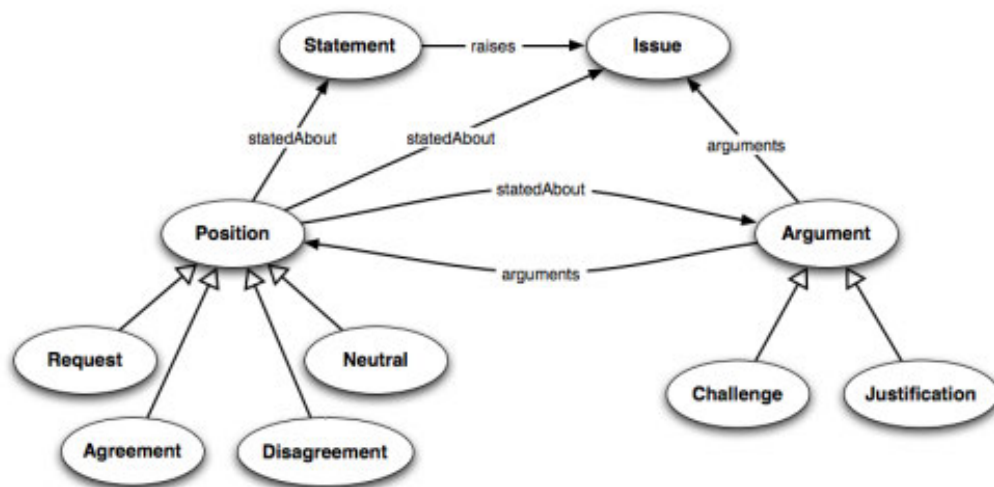 Statement
raises
Issue
statedAbout
statedAbout
arguments
statedAbout
Position
Argument
arguments
Request
Neutral
Challenge
Justification
Agreement
Disagreement